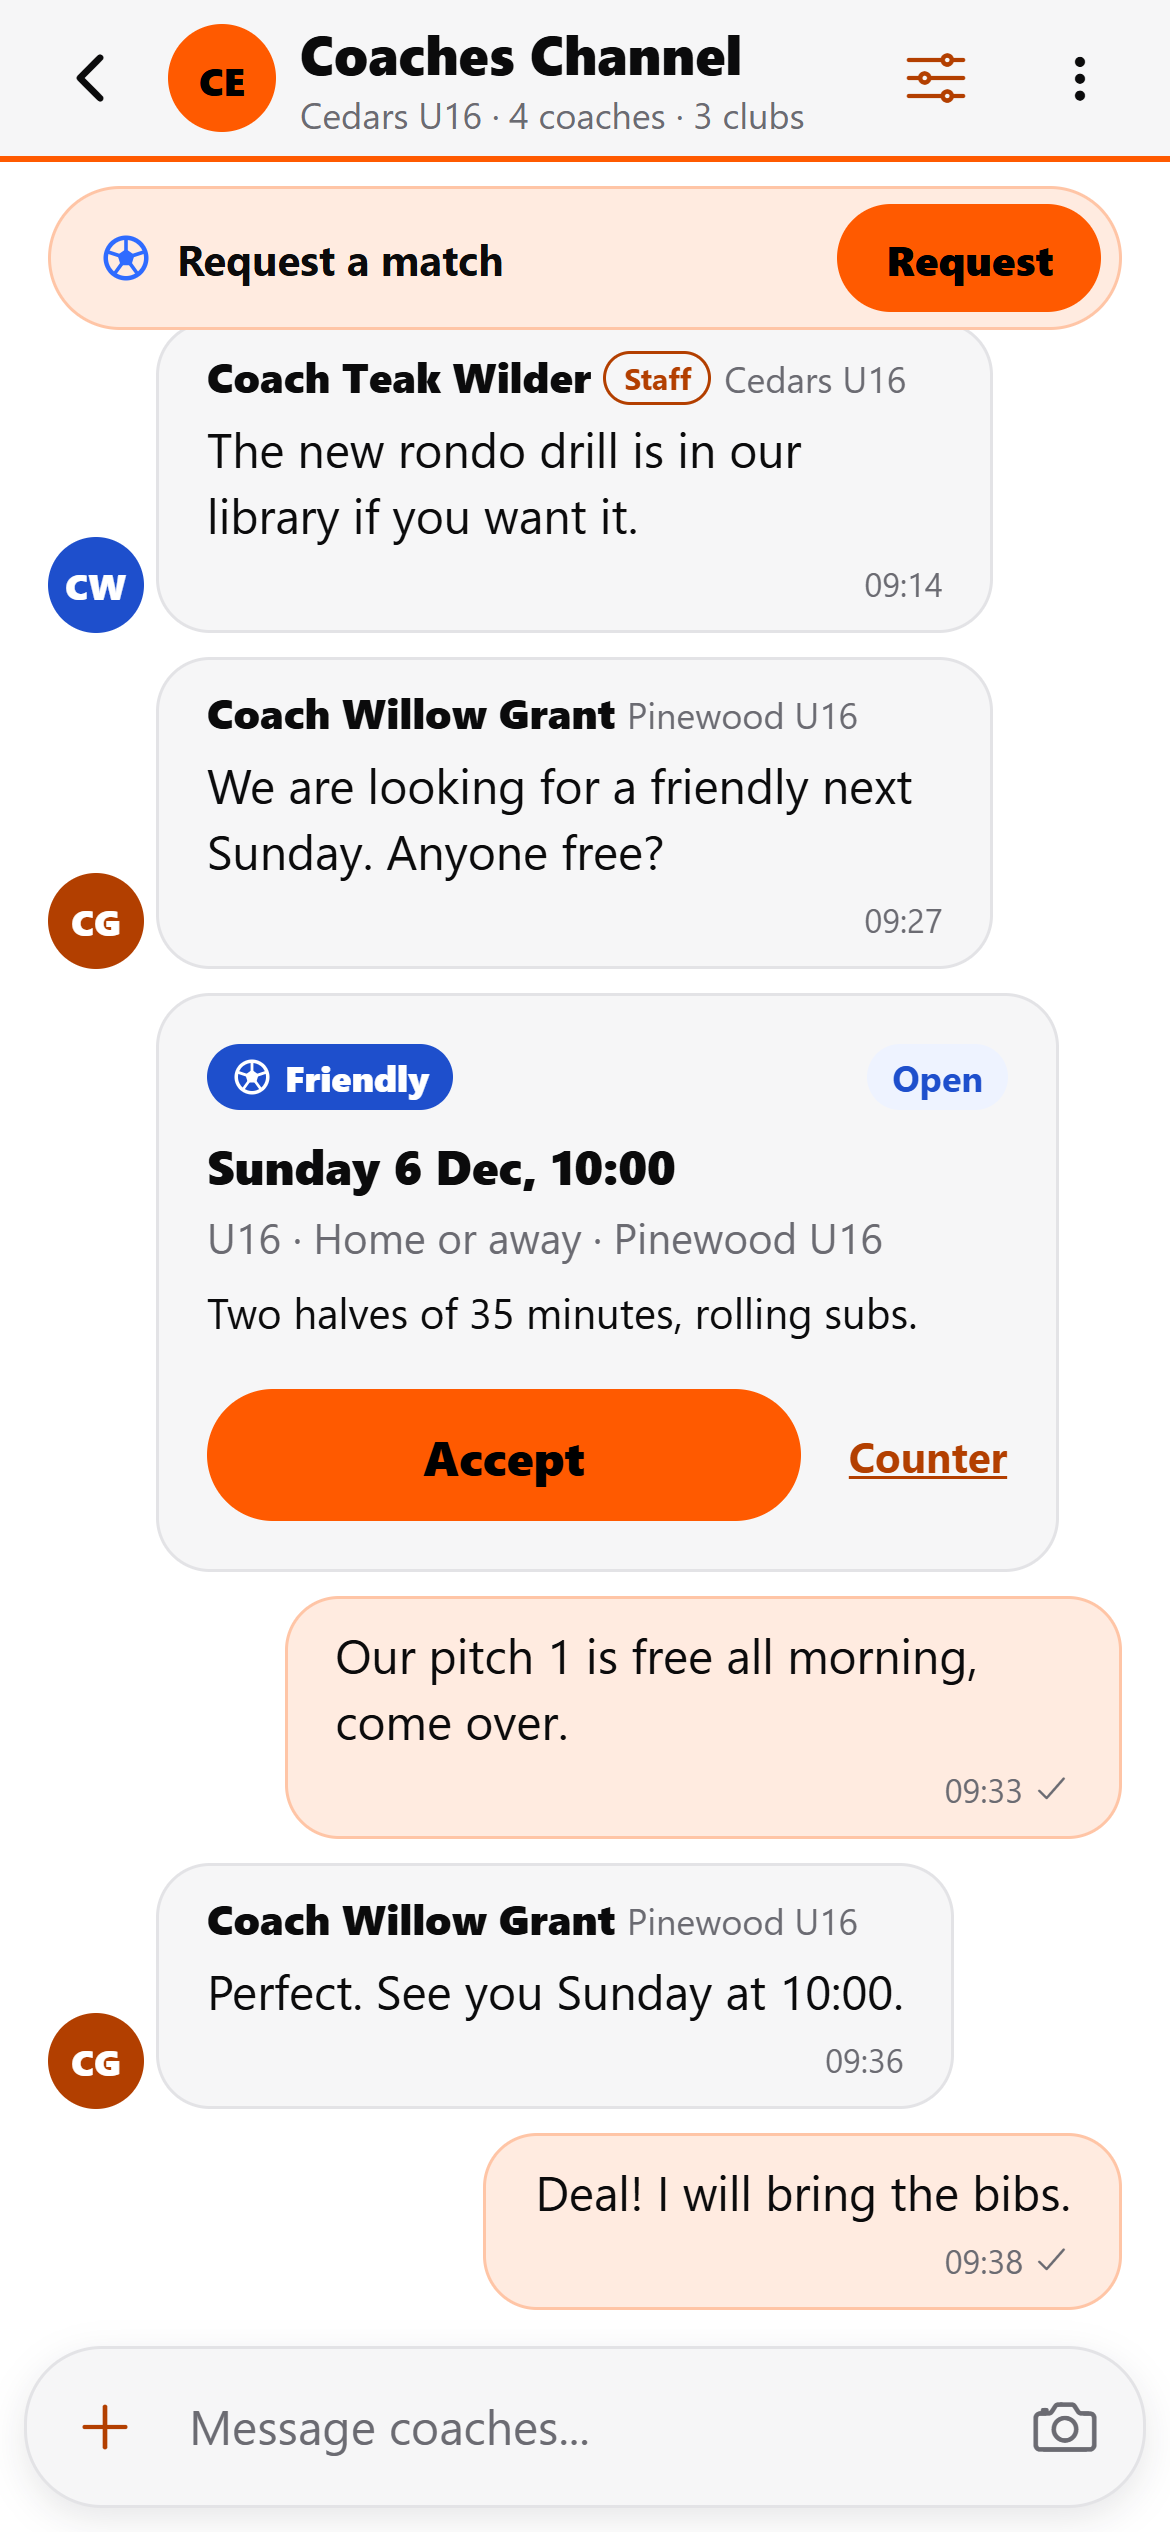 CE
Coaches Channel
Cedars U16 · 4 coaches · 3 clubs
Request a match
Request
Coach Teak Wilder Staff Cedars U16
The new rondo drill is in our
library if you want it.
CW
09:14
Coach Willow Grant Pinewood U16
We are looking for a friendly next
Sunday. Anyone free?
CG
09:27
Friendly
Open
Sunday 6 Dec, 10:00
U16 · Home or away · Pinewood U16
Two halves of 35 minutes, rolling subs.
Accept
Counter
Our pitch 1 is free all morning,
come over.
09:33
Coach Willow Grant Pinewood U16
Perfect. See you Sunday at 10:00.
CG
09:36
Deal! I will bring the bibs.
09:38
Message coaches...